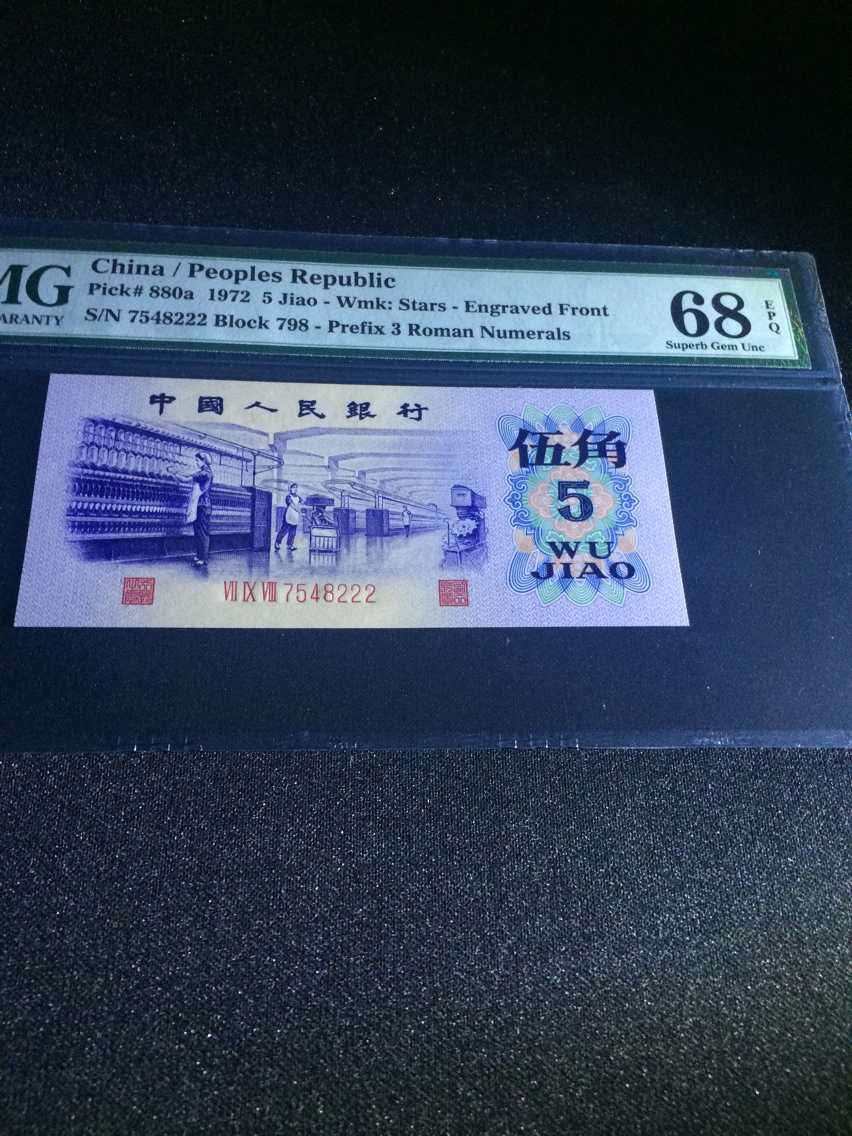 MG
ARANTY
China / Peoples Republic
Pick# 880a 1972 5 Jiao - Wmk: Stars - Engraved Front
S/N 7548222 Block 798 - Prefix 3 Roman Numerals
68
EPQ
Superb Gem Unc
中國人民銀行
伍角
5
WU
JIAO
Ⅶ Ⅸ Ⅷ 7548222